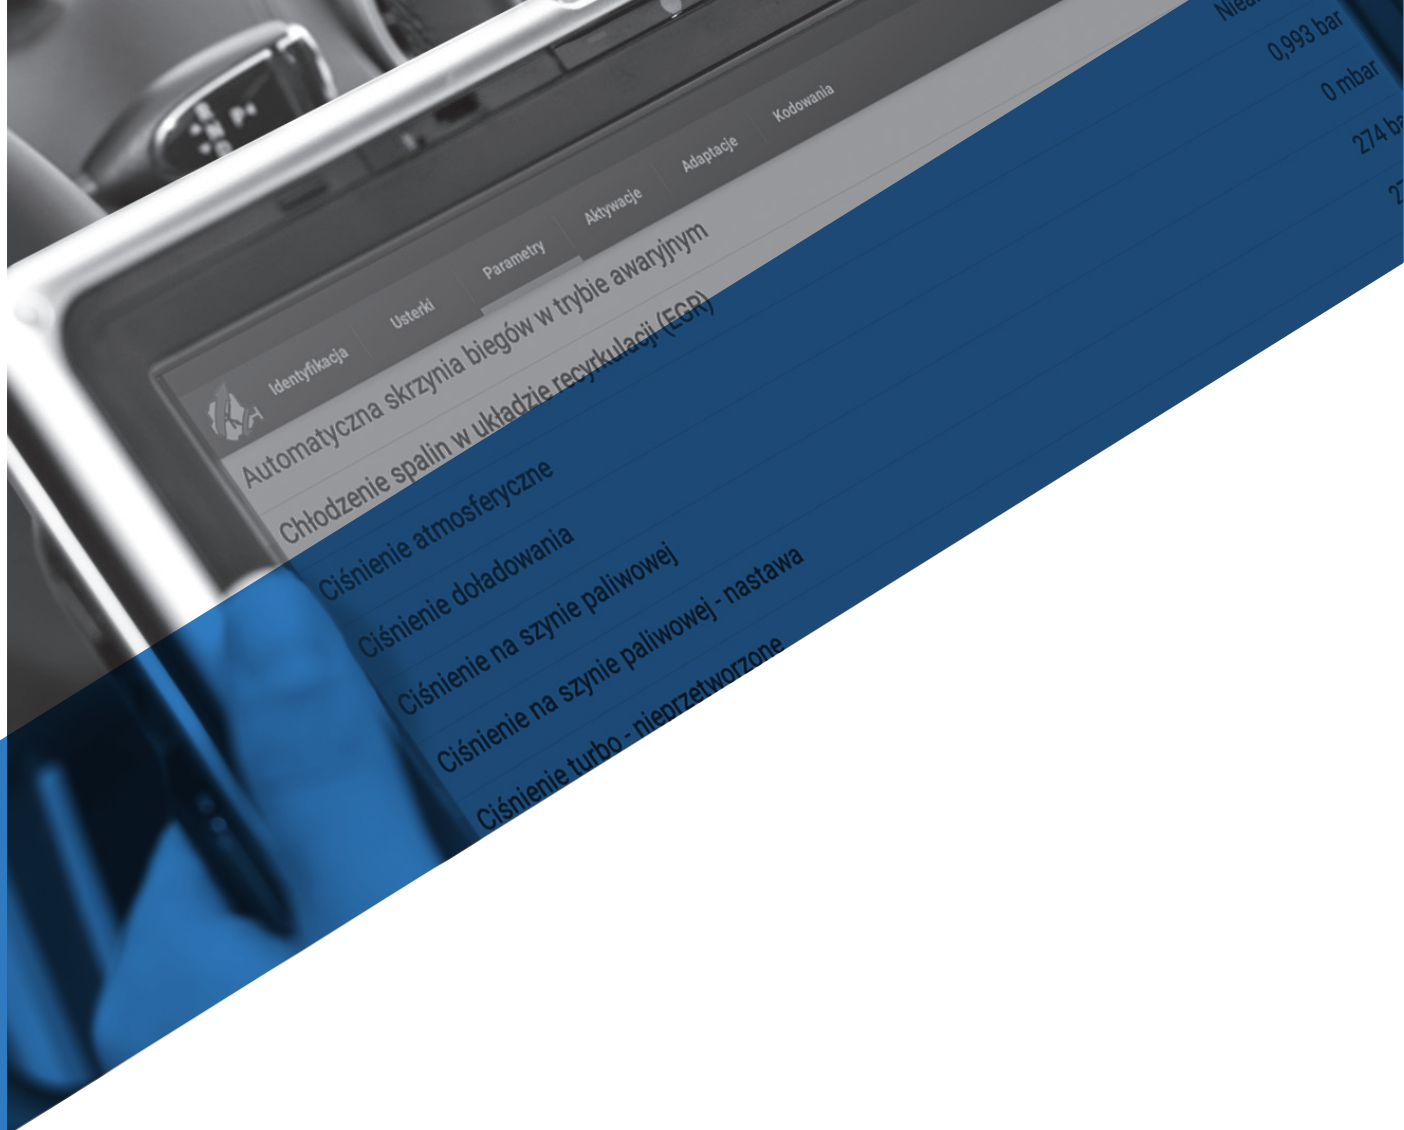 Identyfikacja Usterki Parametry Aktywacje Adaptacje Kodowania
Automatyczna skrzynia biegów w trybie awaryjnym
Chłodzenie spalin w układzie recyrkulacji (EGR)
Ciśnienie atmosferyczne 0,993 bar
Ciśnienie doładowania 0 mbar
Ciśnienie na szynie paliwowej 274
Ciśnienie na szynie paliwowej - nastawa
Ciśnienie turbo - nieprzetworzone